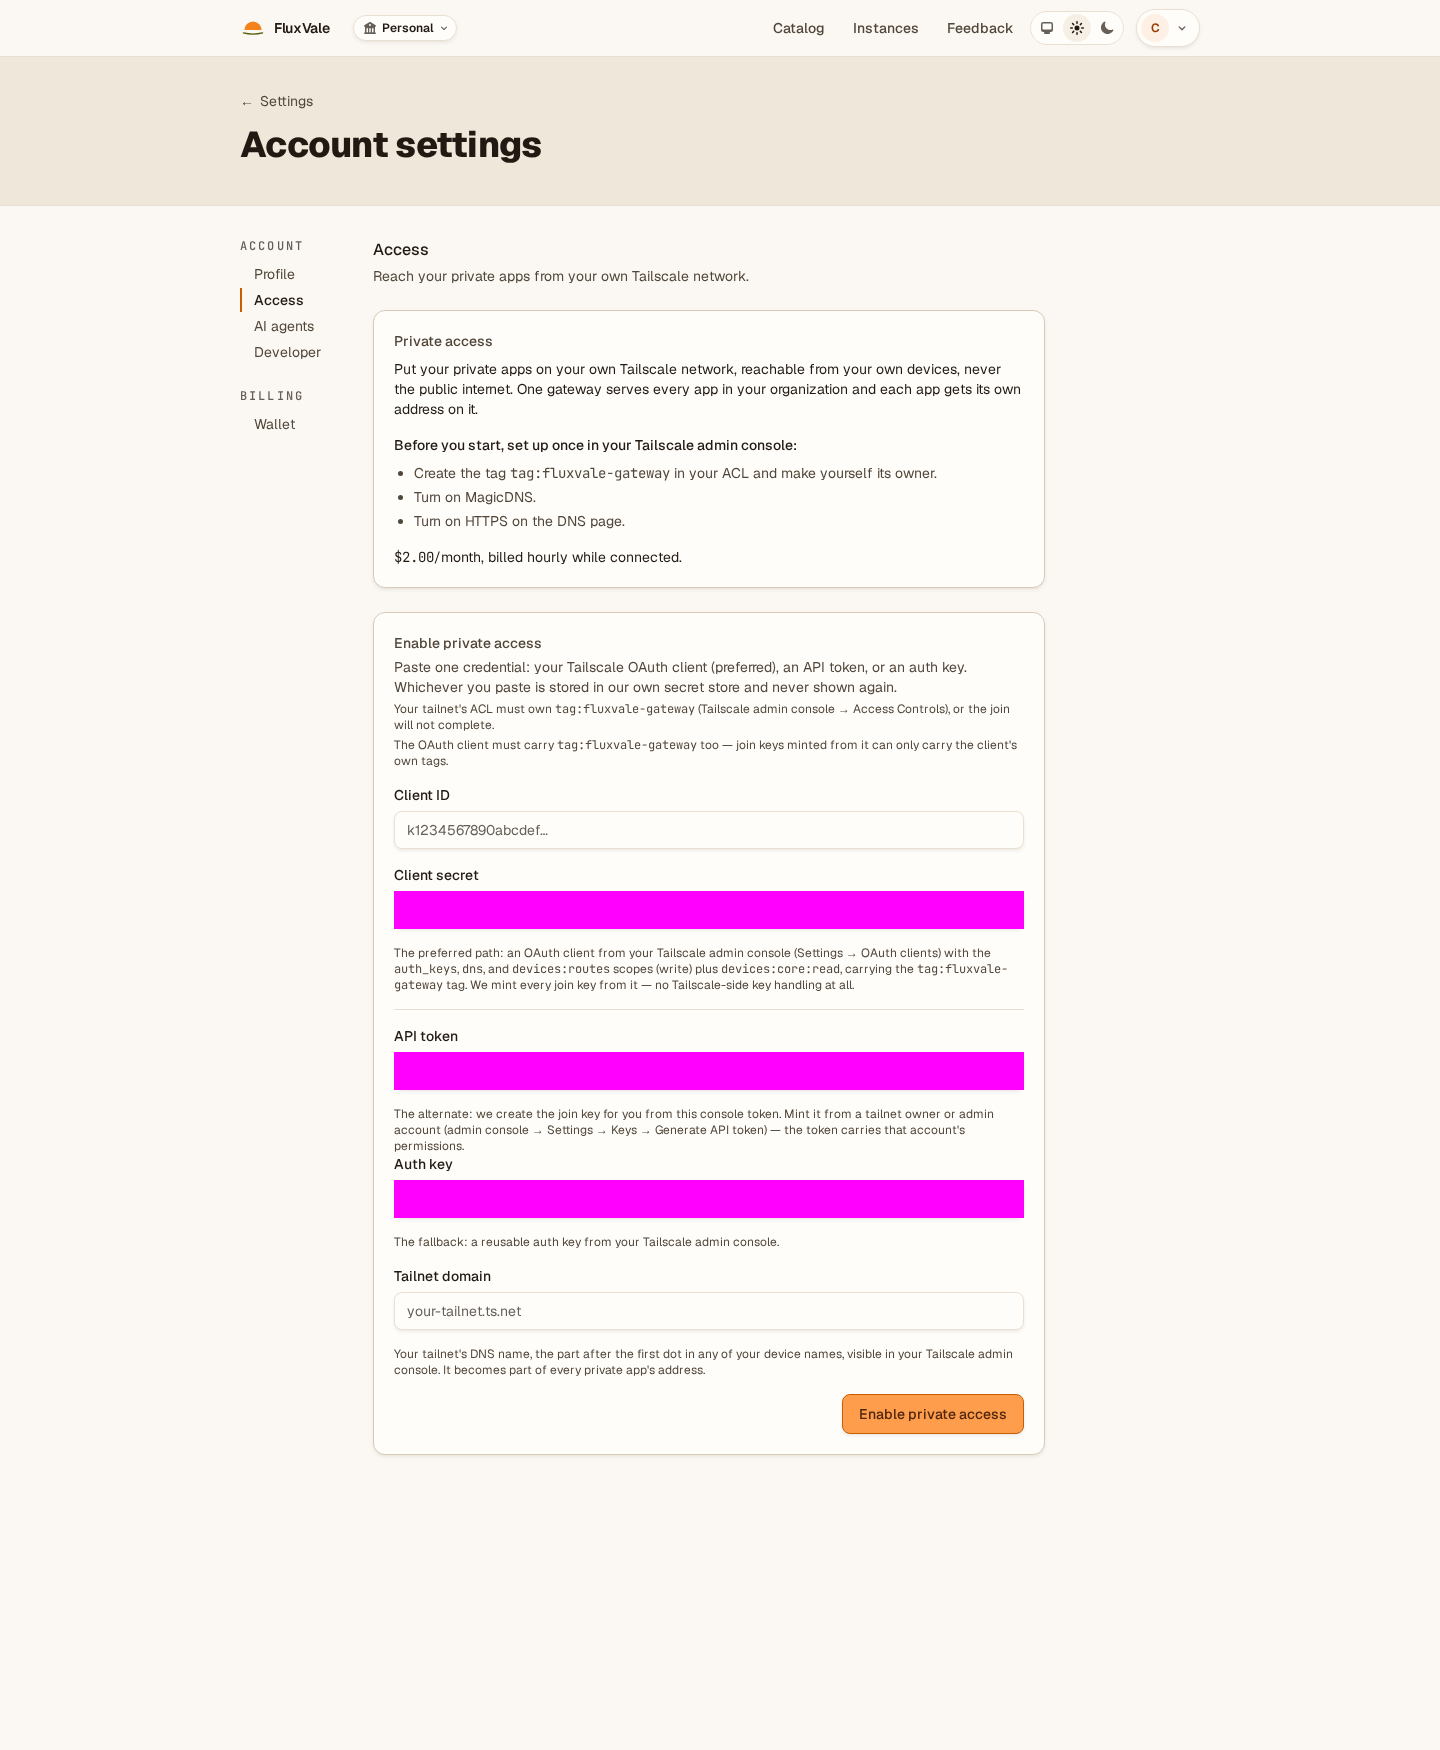 FluxVale
Personal
Catalog
Instances
Feedback
C
← Settings
Account settings
ACCOUNT
Profile
Access
AI agents
Developer
BILLING
Wallet
Access
Reach your private apps from your own Tailscale network.
Private access
Put your private apps on your own Tailscale network, reachable from your own devices, never
the public internet. One gateway serves every app in your organization and each app gets its own
address on it.
Before you start, set up once in your Tailscale admin console:
• Create the tag tag:fluxvale-gateway in your ACL and make yourself its owner.
• Turn on MagicDNS.
• Turn on HTTPS on the DNS page.
$2.00/month, billed hourly while connected.
Enable private access
Paste one credential: your Tailscale OAuth client (preferred), an API token, or an auth key.
Whichever you paste is stored in our own secret store and never shown again.
Your tailnet's ACL must own tag:fluxvale-gateway (Tailscale admin console → Access Controls), or the join
will not complete.
The OAuth client must carry tag:fluxvale-gateway too — join keys minted from it can only carry the client's
own tags.
Client ID
k1234567890abcdef…
Client secret
The preferred path: an OAuth client from your Tailscale admin console (Settings → OAuth clients) with the
auth_keys, dns, and devices:routes scopes (write) plus devices:core:read, carrying the tag:fluxvale-
gateway tag. We mint every join key from it — no Tailscale-side key handling at all.
API token
The alternate: we create the join key for you from this console token. Mint it from a tailnet owner or admin
account (admin console → Settings → Keys → Generate API token) — the token carries that account's
permissions.
Auth key
The fallback: a reusable auth key from your Tailscale admin console.
Tailnet domain
your-tailnet.ts.net
Your tailnet's DNS name, the part after the first dot in any of your device names, visible in your Tailscale admin
console. It becomes part of every private app's address.
Enable private access